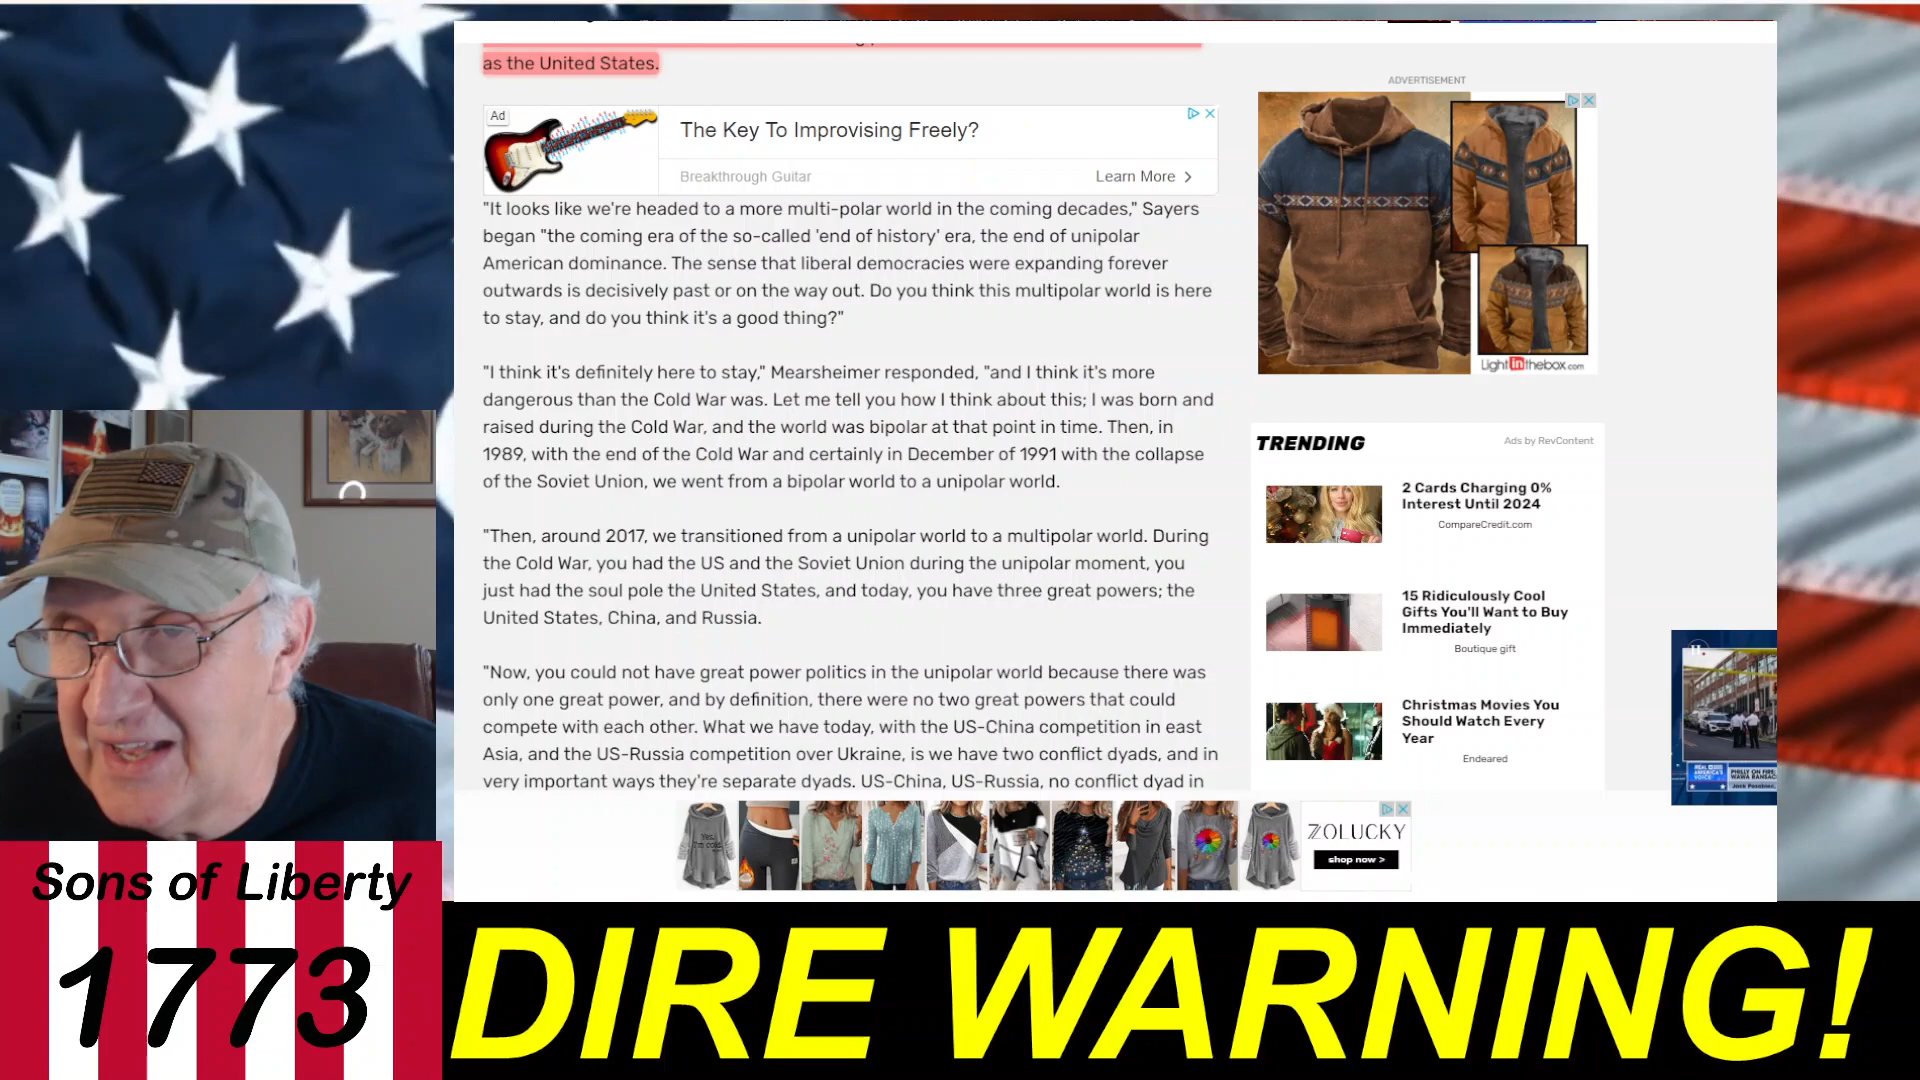 as the United States.
Ad
The Key To Improvising Freely?
Breakthrough Guitar
Learn More
"It looks like we're headed to a more multi-polar world in the coming decades," Sayers
began "the coming era of the so-called 'end of history' era, the end of unipolar
American dominance. The sense that liberal democracies were expanding forever
outwards is decisively past or on the way out. Do you think this multipolar world is here
to stay, and do you think it's a good thing?"
"I think it's definitely here to stay," Mearsheimer responded, "and I think it's more
dangerous than the Cold War was. Let me tell you how I think about this; I was born and
raised during the Cold War, and the world was bipolar at that point in time. Then, in
1989, with the end of the Cold War and certainly in December of 1991 with the collapse
of the Soviet Union, we went from a bipolar world to a unipolar world.
"Then, around 2017, we transitioned from a unipolar world to a multipolar world. During
the Cold War, you had the US and the Soviet Union during the unipolar moment, you
just had the soul pole the United States, and today, you have three great powers; the
United States, China, and Russia.
"Now, you could not have great power politics in the unipolar world because there was
only one great power, and by definition, there were no two great powers that could
compete with each other. What we have today, with the US-China competition in east
Asia, and the US-Russia competition over Ukraine, is we have two conflict dyads, and in
very important ways they're separate dyads. US-China, US-Russia, no conflict dyad in
ADVERTISEMENT
Lightinthebox.com
TRENDING
Ads by RevContent
2 Cards Charging 0%
Interest Until 2024
CompareCredit.com
15 Ridiculously Cool
Gifts You'll Want to Buy
Immediately
Boutique gift
Christmas Movies You
Should Watch Every
Year
Endeared
REAL AMERICA'S VOICE
PHILLY ON FIRE,
WAWA RANSAC
Jack Posobiec,
Yes, I'm cold.
ZOLUCKY
shop now >
Sons of Liberty
1773
DIRE WARNING!